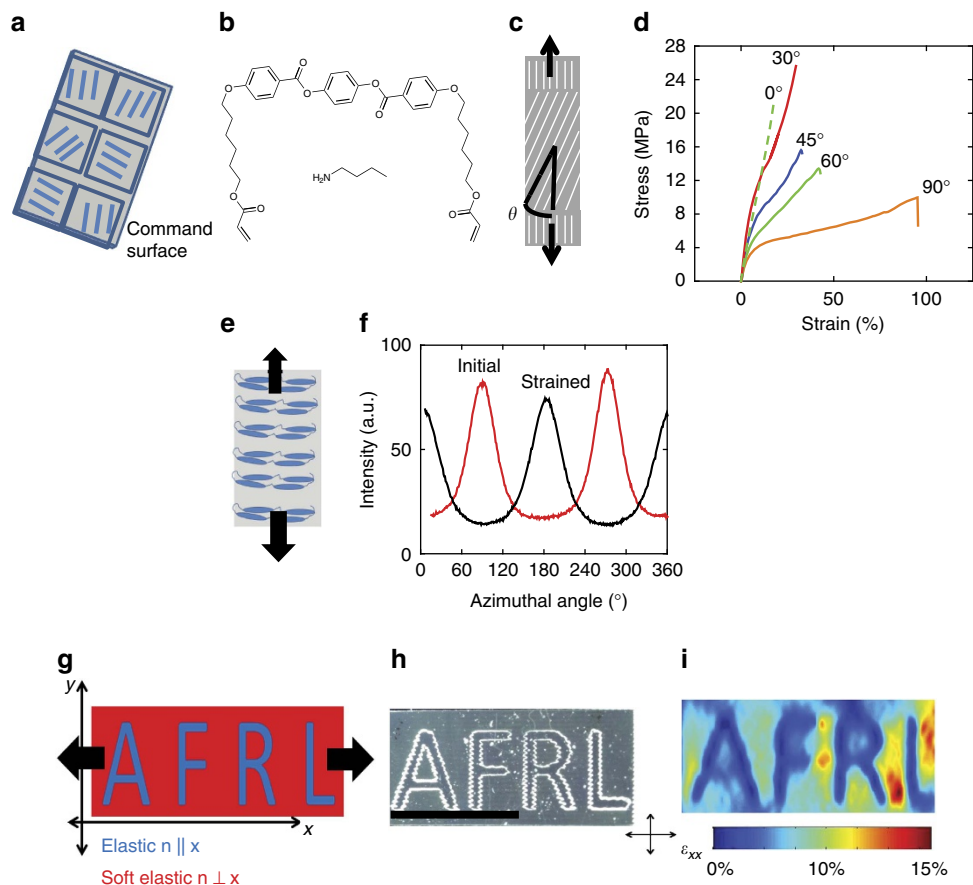 a
b
c
d
Command
surface
O
O
O
O
O
O
H₂N
O
O
O
O
θ
Stress (MPa)
28
24
20
16
12
8
4
0
30°
0°
45°
60°
90°
0
50
100
Strain (%)
e
f
Intensity (a.u.)
100
50
0
Initial
Strained
0
60
120
180
240
300
360
Azimuthal angle (°)
g
h
i
y
AFRL
x
Elastic n || x
Soft elastic n ⊥ x
AFRL
εxx
0%
10%
15%